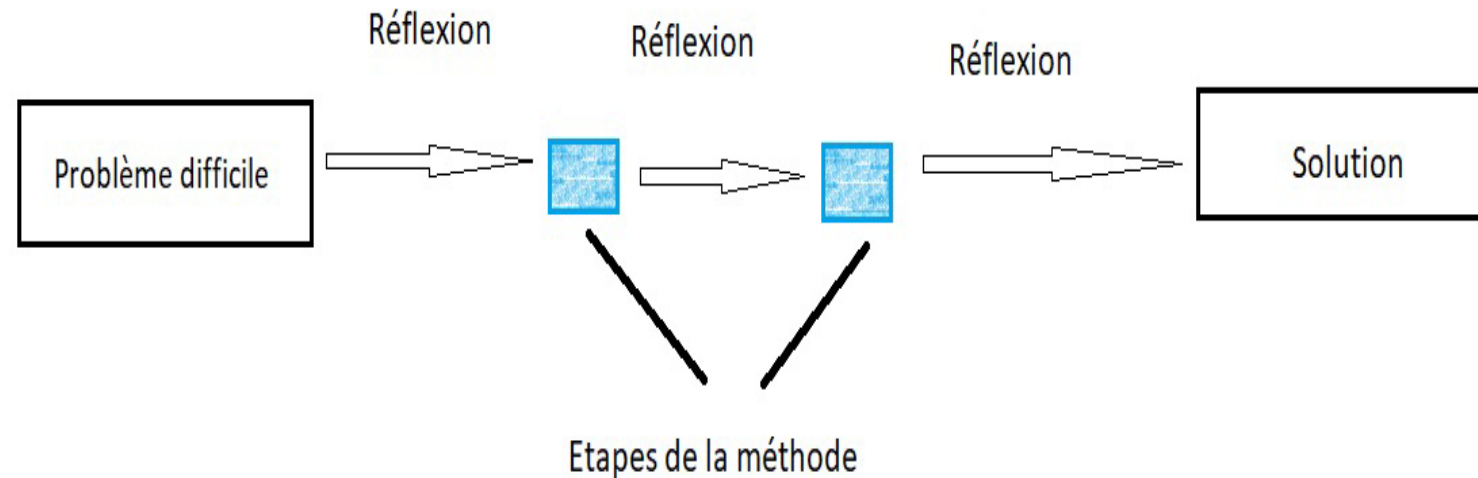 Réflexion
Réflexion
Réflexion
Problème difficile
Solution
Etapes de la méthode